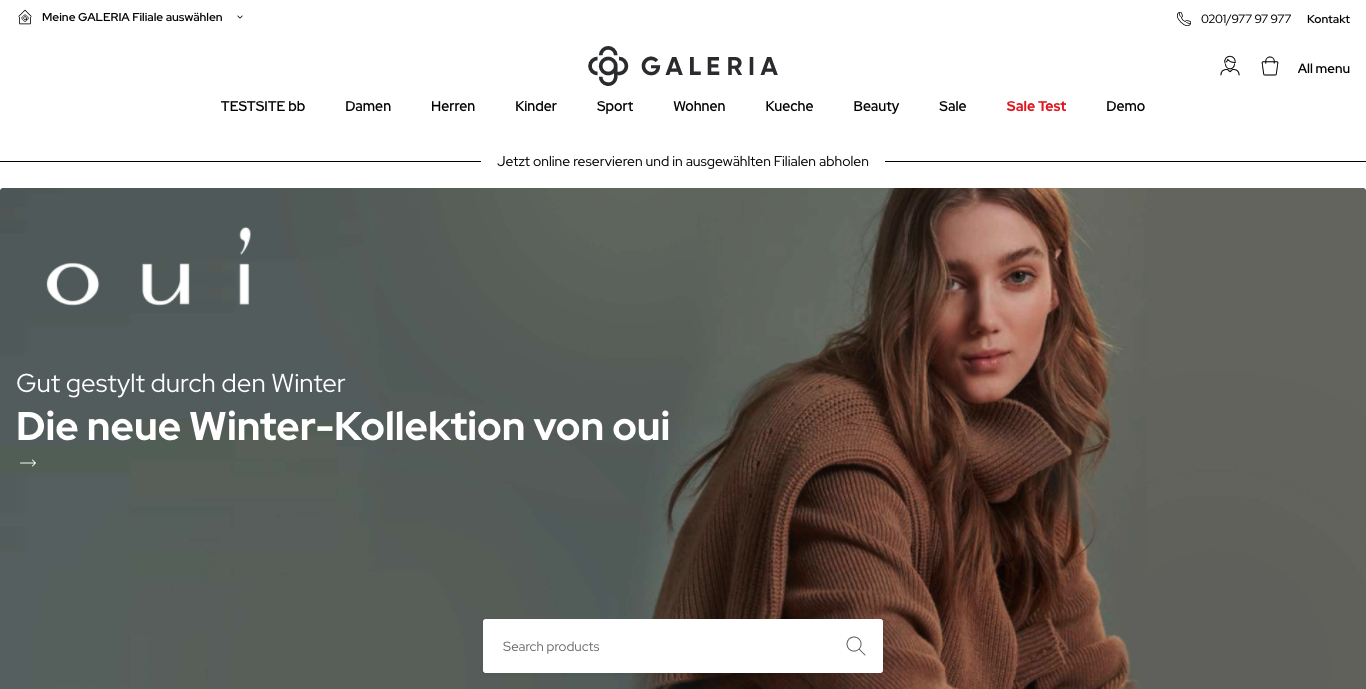 Meine GALERIA Filiale auswählen
0201/977 97 977 Kontakt
GALERIA
All menu
TESTSITE bb Damen Herren Kinder Sport Wohnen Kueche Beauty Sale Sale Test Demo
Jetzt online reservieren und in ausgewählten Filialen abholen
oui
Gut gestylt durch den Winter
Die neue Winter-Kollektion von oui
Search products